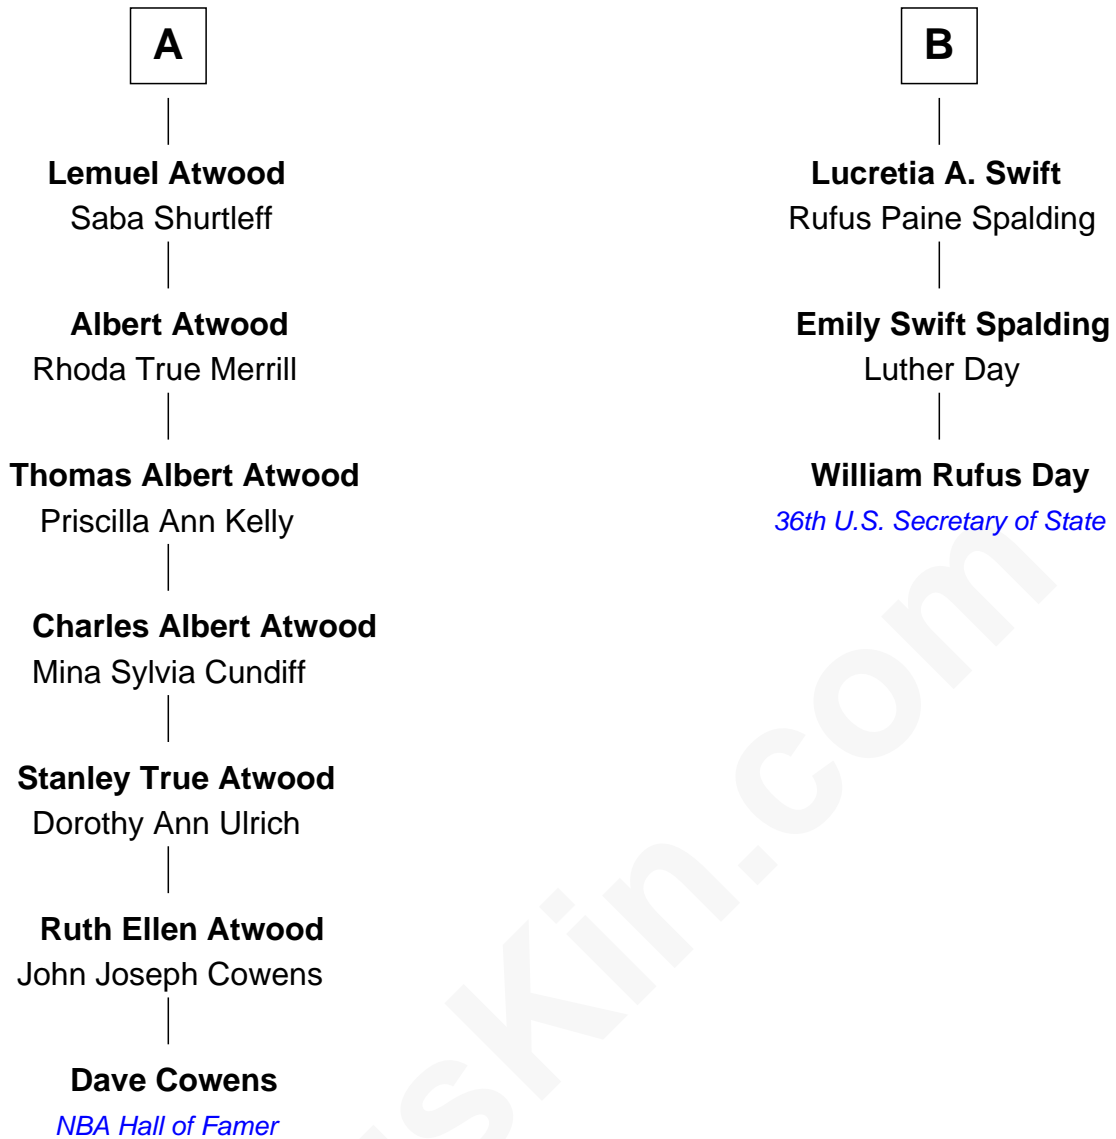 A
Lemuel Atwood
Saba Shurtleff
Albert Atwood
Rhoda True Merrill
Thomas Albert Atwood
Priscilla Ann Kelly
Charles Albert Atwood
Mina Sylvia Cundiff
Stanley True Atwood
Dorothy Ann Ulrich
Ruth Ellen Atwood
John Joseph Cowens
Dave Cowens
NBA Hall of Famer
B
Lucretia A. Swift
Rufus Paine Spalding
Emily Swift Spalding
Luther Day
William Rufus Day
36th U.S. Secretary of State